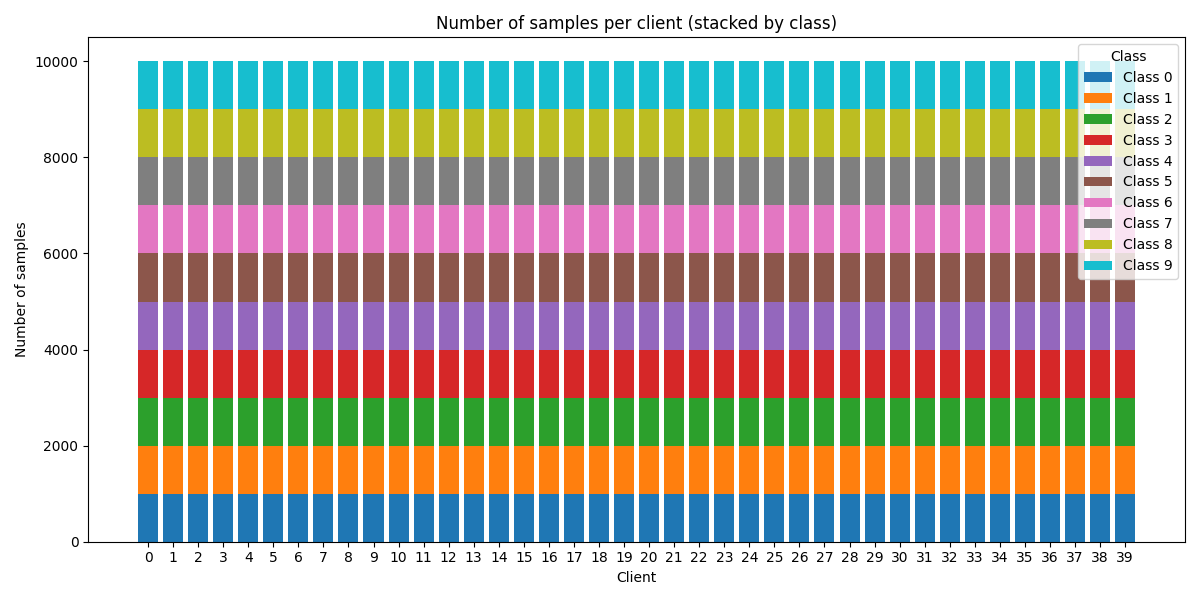 Number of samples per client (stacked by class)
Number of samples
10000
8000
6000
4000
2000
0
Class
Class 0
Class 1
Class 2
Class 3
Class 4
Class 5
Class 6
Class 7
Class 8
Class 9
0 1 2 3 4 5 6 7 8 9 10 11 12 13 14 15 16 17 18 19 20 21 22 23 24 25 26 27 28 29 30 31 32 33 34 35 36 37 38 39
Client